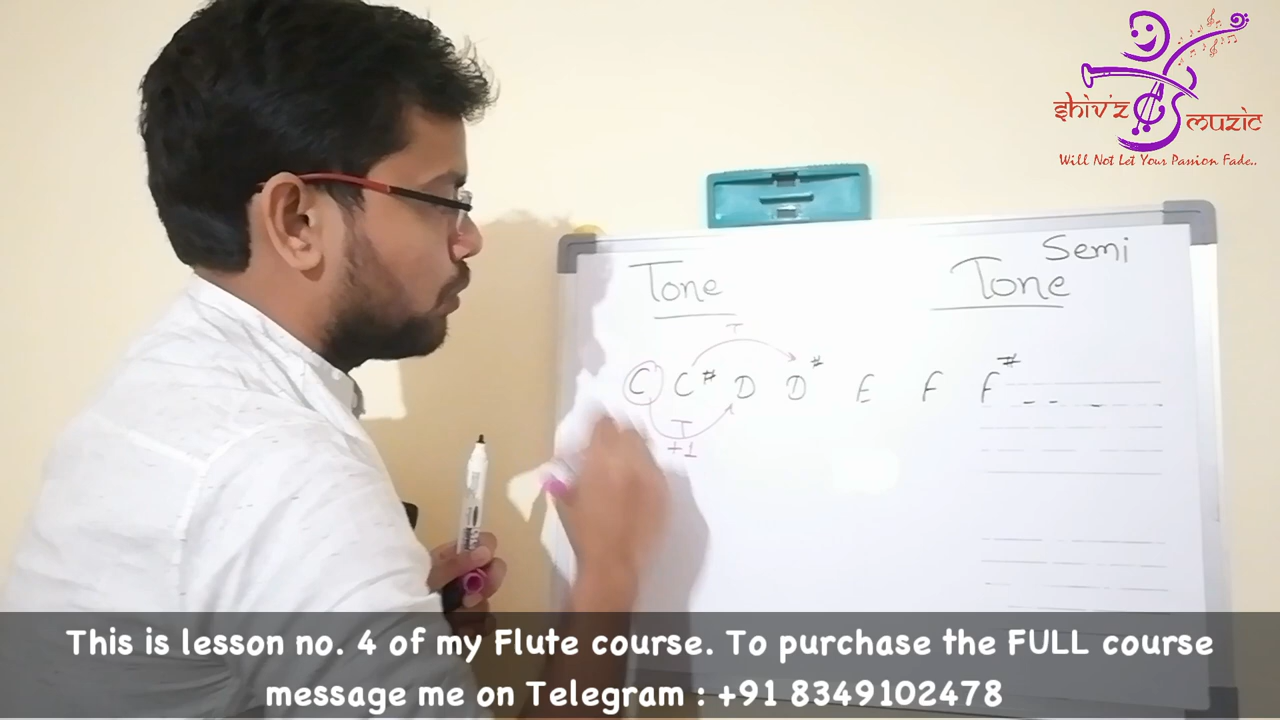 shiv'z muzic
Will Not Let Your Passion Fade..
Tone
Semi
Tone
T
C C# D D# E F F# - - -
T
+1
This is lesson no. 4 of my Flute course. To purchase the FULL course
message me on Telegram : +91 8349102478